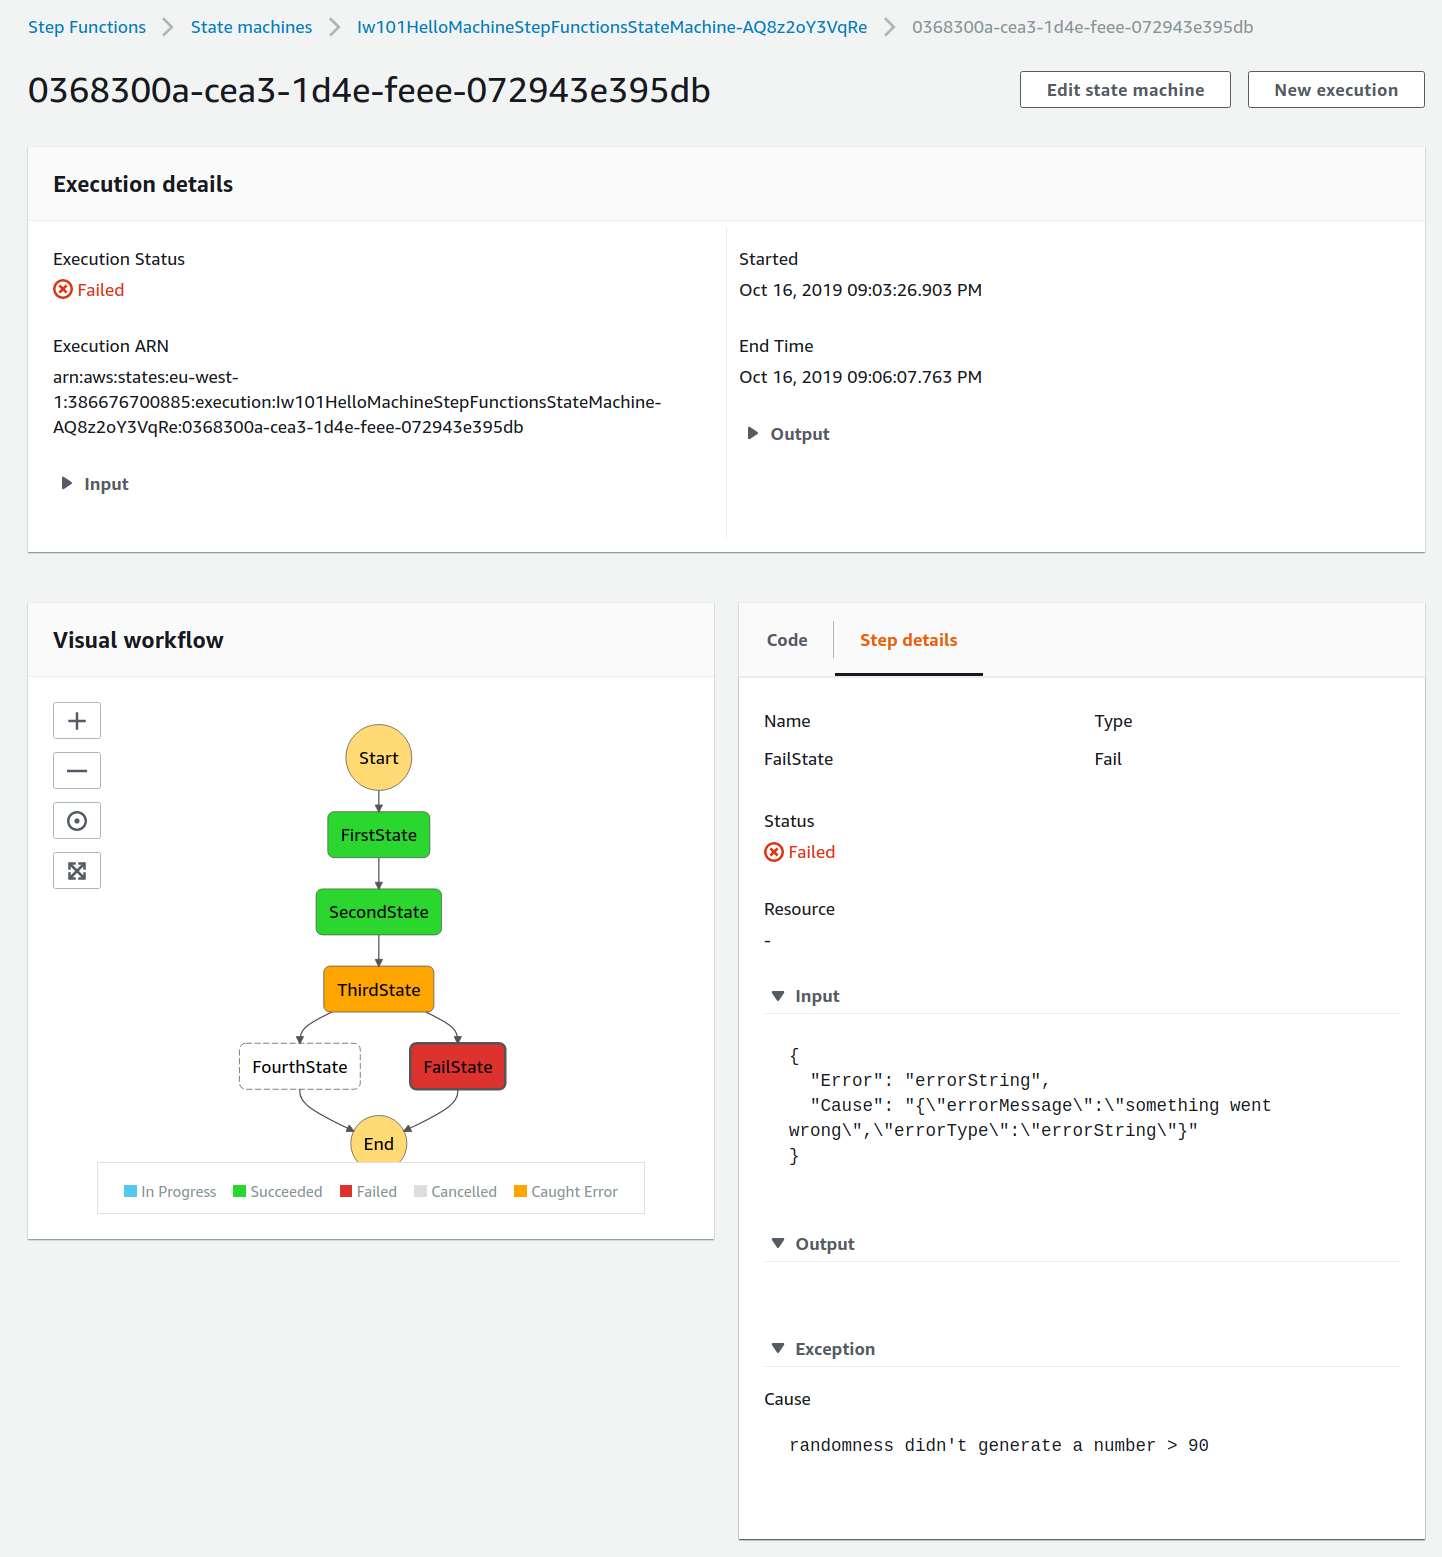 Step Functions > State machines > Iw101HelloMachineStepFunctionsStateMachine-AQ8z2oY3VqRe > 0368300a-cea3-1d4e-feee-072943e395db
0368300a-cea3-1d4e-feee-072943e395db
Edit state machine
New execution
Execution details
Execution Status
Failed
Execution ARN
arn:aws:states:eu-west-
1:386676700885:execution:Iw101HelloMachineStepFunctionsStateMachine-
AQ8z2oY3VqRe:0368300a-cea3-1d4e-feee-072943e395db
Input
Started
Oct 16, 2019 09:03:26.903 PM
End Time
Oct 16, 2019 09:06:07.763 PM
Output
Visual workflow
Start
FirstState
SecondState
ThirdState
FourthState
FailState
End
In Progress
Succeeded
Failed
Cancelled
Caught Error
Code
Step details
Name
Type
FailState
Fail
Status
Failed
Resource
-
Input
{
"Error": "errorString",
"Cause": "{\"errorMessage\":\"something went
wrong\",\"errorType\":\"errorString\"}"
}
Output
Exception
Cause
randomness didn't generate a number > 90